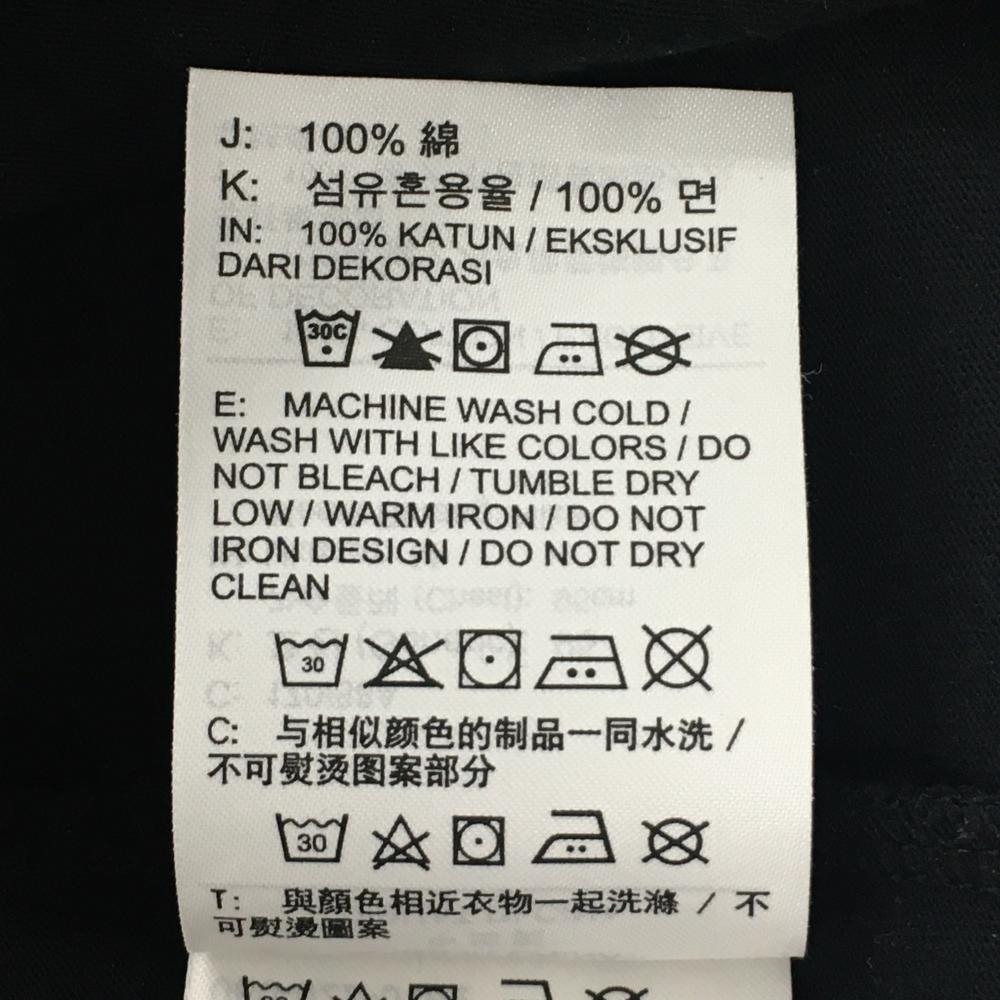 J: 100% 綿
K: 섬유혼용율 / 100% 면
IN: 100% KATUN / EKSKLUSIF
DARI DEKORASI
30C
E: MACHINE WASH COLD /
WASH WITH LIKE COLORS / DO
NOT BLEACH / TUMBLE DRY
LOW / WARM IRON / DO NOT
IRON DESIGN / DO NOT DRY
CLEAN
30
C: 与相似颜色的制品一同水洗 /
不可熨烫图案部分
30
T: 與顏色相近衣物一起洗滌 / 不
可熨燙圖案